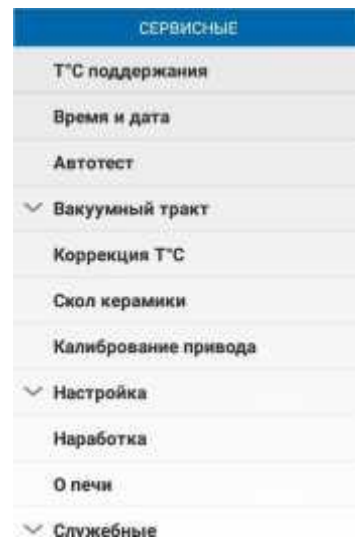 СЕРВИСНЫЕ
Т°С поддержания
Время и дата
Автотест
Вакуумный тракт
Коррекция Т°С
Скол керамики
Калибрование привода
Настройка
Наработка
О печи
Служебные